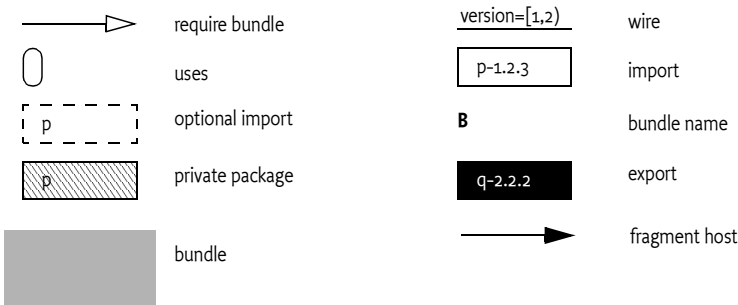 require bundle
uses
p
optional import
p
private package
bundle
version=[1,2)
wire
p-1.2.3
import
B
bundle name
q-2.2.2
export
fragment host